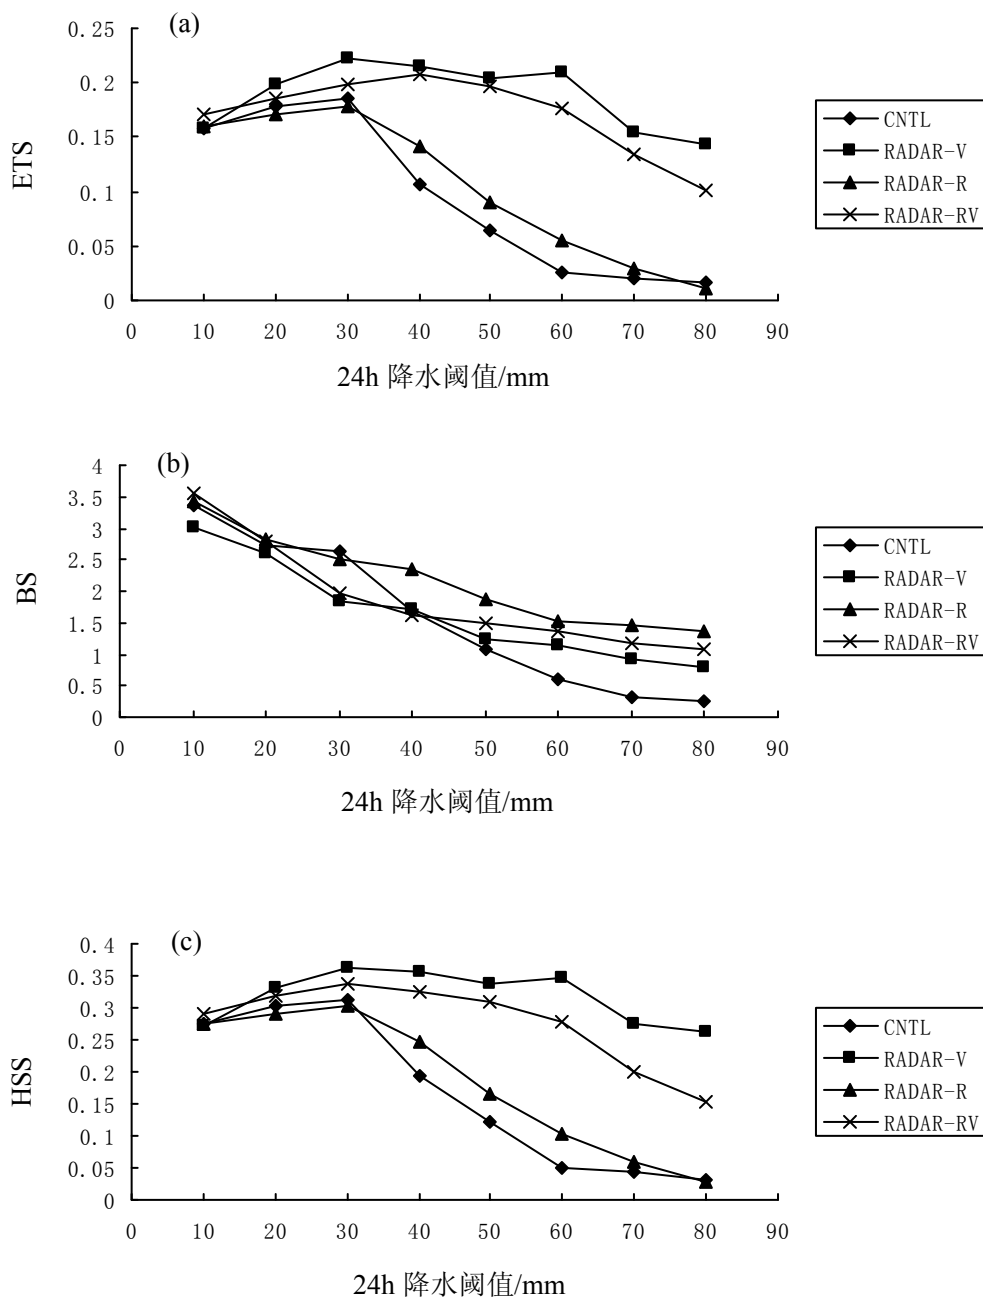 (a)
0.25
0.2
0.15
0.1
0.05
0
ETS
0 10 20 30 40 50 60 70 80 90
24h 降水阈值/mm
CNTL
RADAR-V
RADAR-R
RADAR-RV
(b)
4
3.5
3
2.5
2
1.5
1
0.5
0
BS
0 10 20 30 40 50 60 70 80 90
24h 降水阈值/mm
CNTL
RADAR-V
RADAR-R
RADAR-RV
(c)
0.4
0.35
0.3
0.25
0.2
0.15
0.1
0.05
0
HSS
0 10 20 30 40 50 60 70 80 90
24h 降水阈值/mm
CNTL
RADAR-V
RADAR-R
RADAR-RV